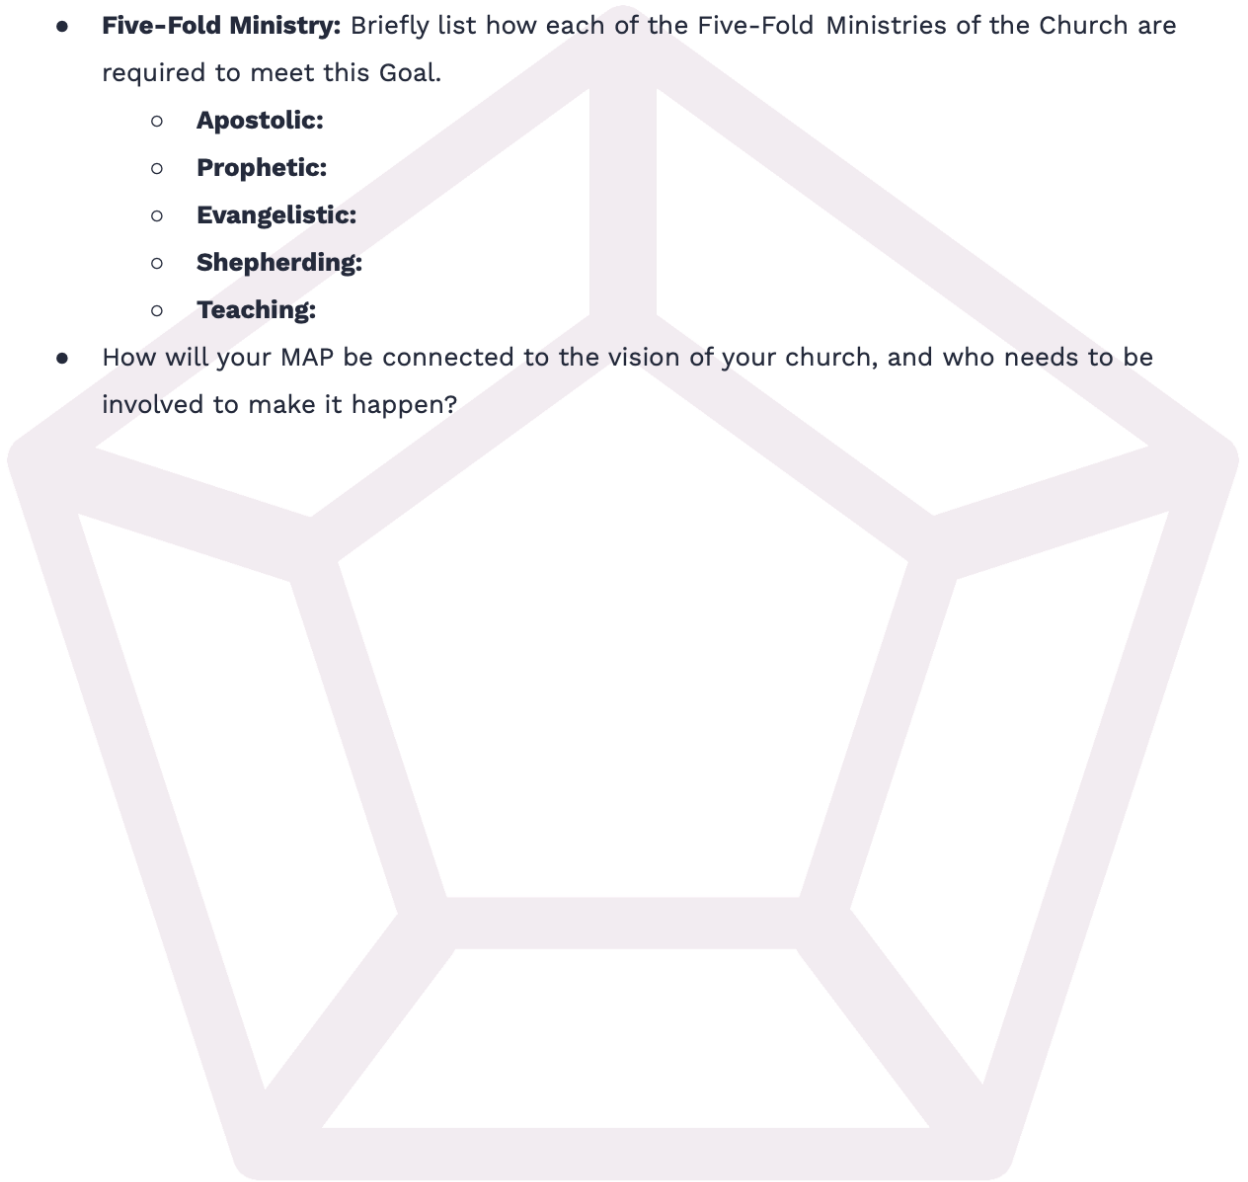 ● Five-Fold Ministry: Briefly list how each of the Five-Fold Ministries of the Church are
required to meet this Goal.
○ Apostolic:
○ Prophetic:
○ Evangelistic:
○ Shepherding:
○ Teaching:
● How will your MAP be connected to the vision of your church, and who needs to be
involved to make it happen?